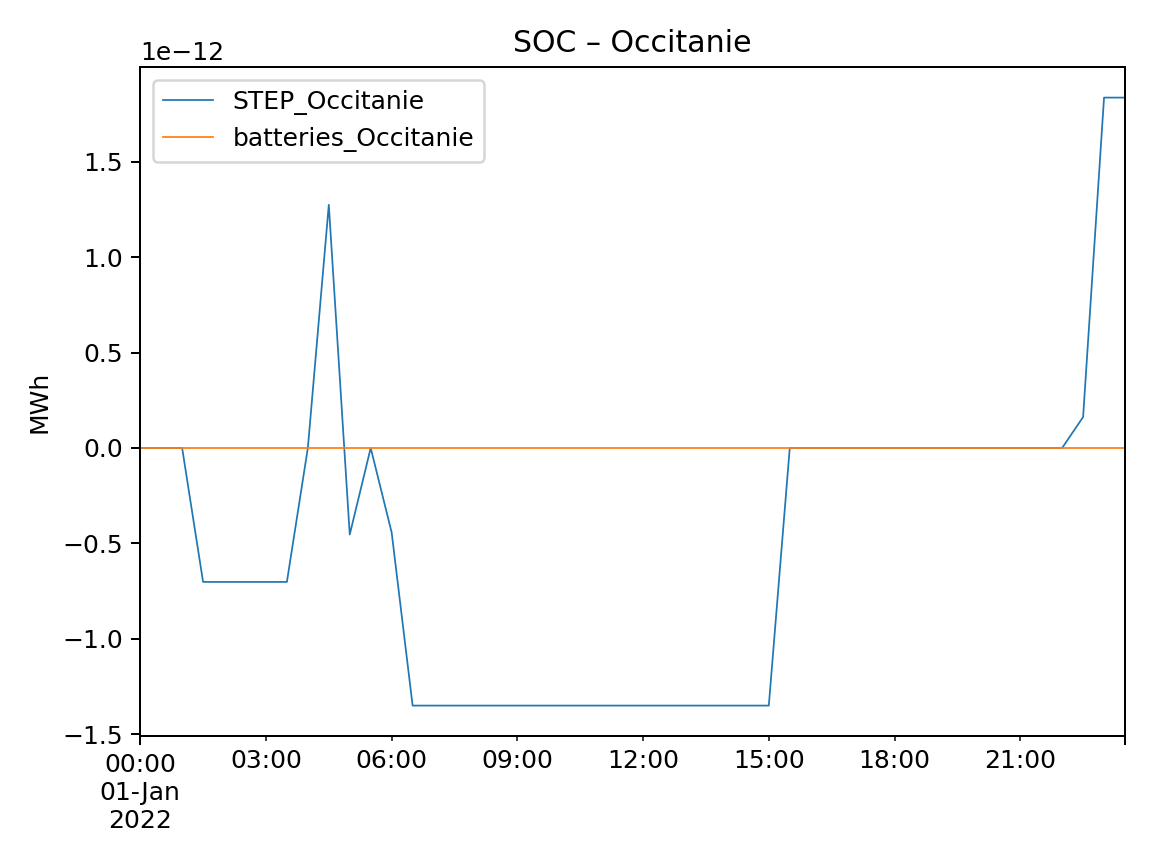 SOC – Occitanie
1e−12
STEP_Occitanie
batteries_Occitanie
MWh
1.5
1.0
0.5
0.0
−0.5
−1.0
−1.5
00:00 03:00 06:00 09:00 12:00 15:00 18:00 21:00
01-Jan
2022